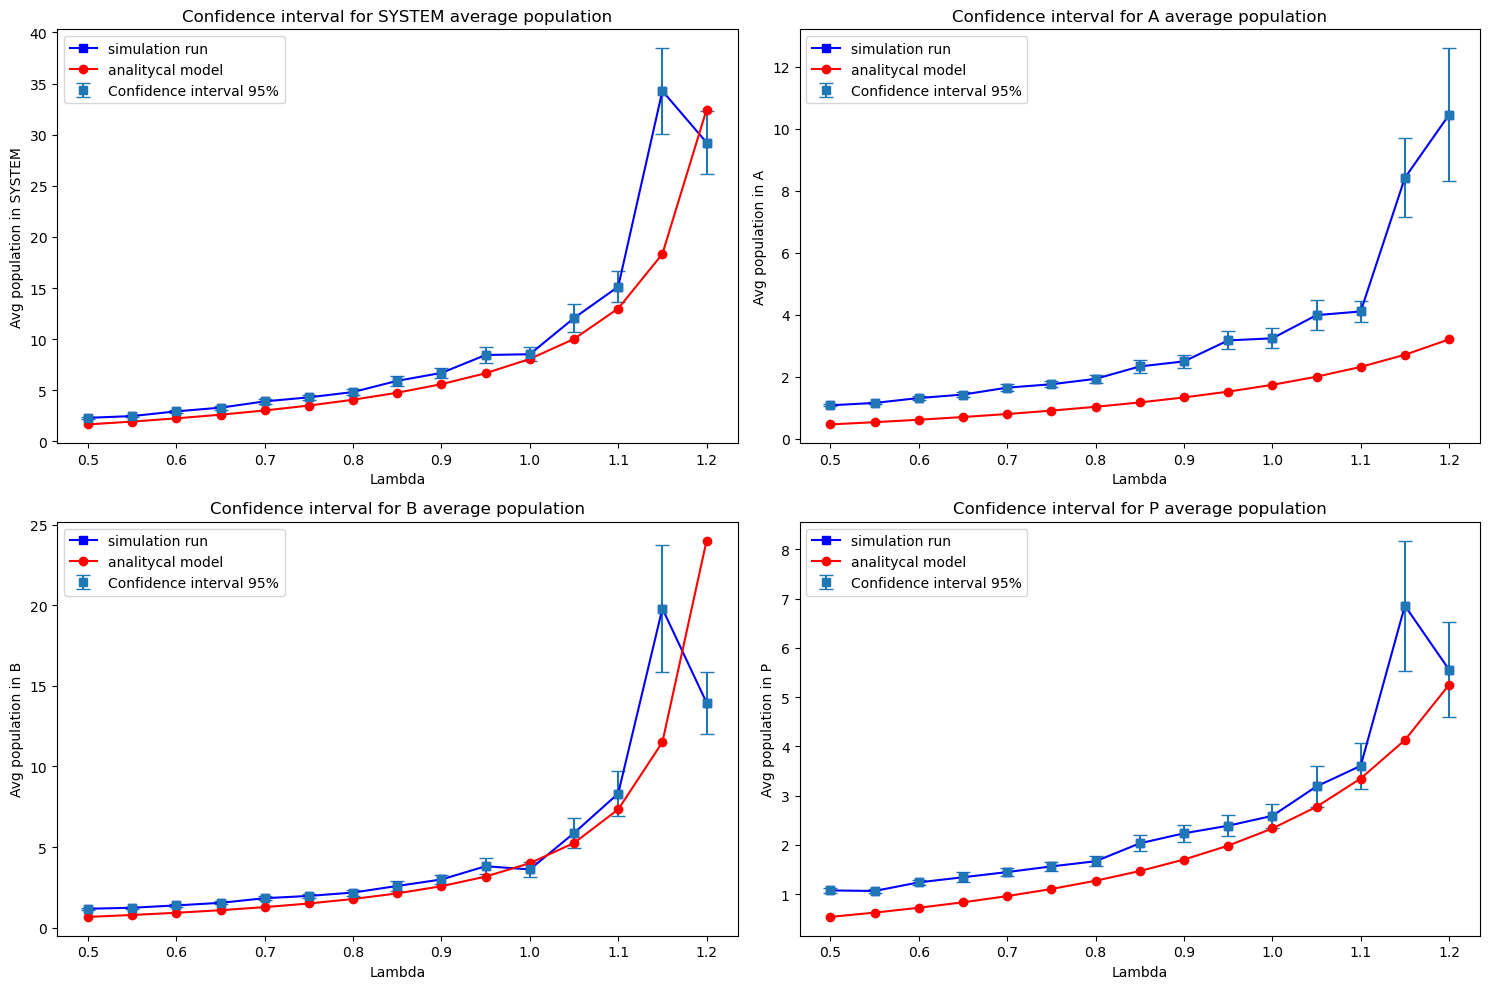 Confidence interval for SYSTEM average population
40
35
30
25
20
15
10
5
0
Avg population in SYSTEM
simulation run
analitycal model
Confidence interval 95%
0.5 0.6 0.7 0.8 0.9 1.0 1.1 1.2
Lambda
Confidence interval for A average population
12
10
8
6
4
2
0
Avg population in A
simulation run
analitycal model
Confidence interval 95%
0.5 0.6 0.7 0.8 0.9 1.0 1.1 1.2
Lambda
Confidence interval for B average population
25
20
15
10
5
0
Avg population in B
simulation run
analitycal model
Confidence interval 95%
0.5 0.6 0.7 0.8 0.9 1.0 1.1 1.2
Lambda
Confidence interval for P average population
8
7
6
5
4
3
2
1
Avg population in P
simulation run
analitycal model
Confidence interval 95%
0.5 0.6 0.7 0.8 0.9 1.0 1.1 1.2
Lambda